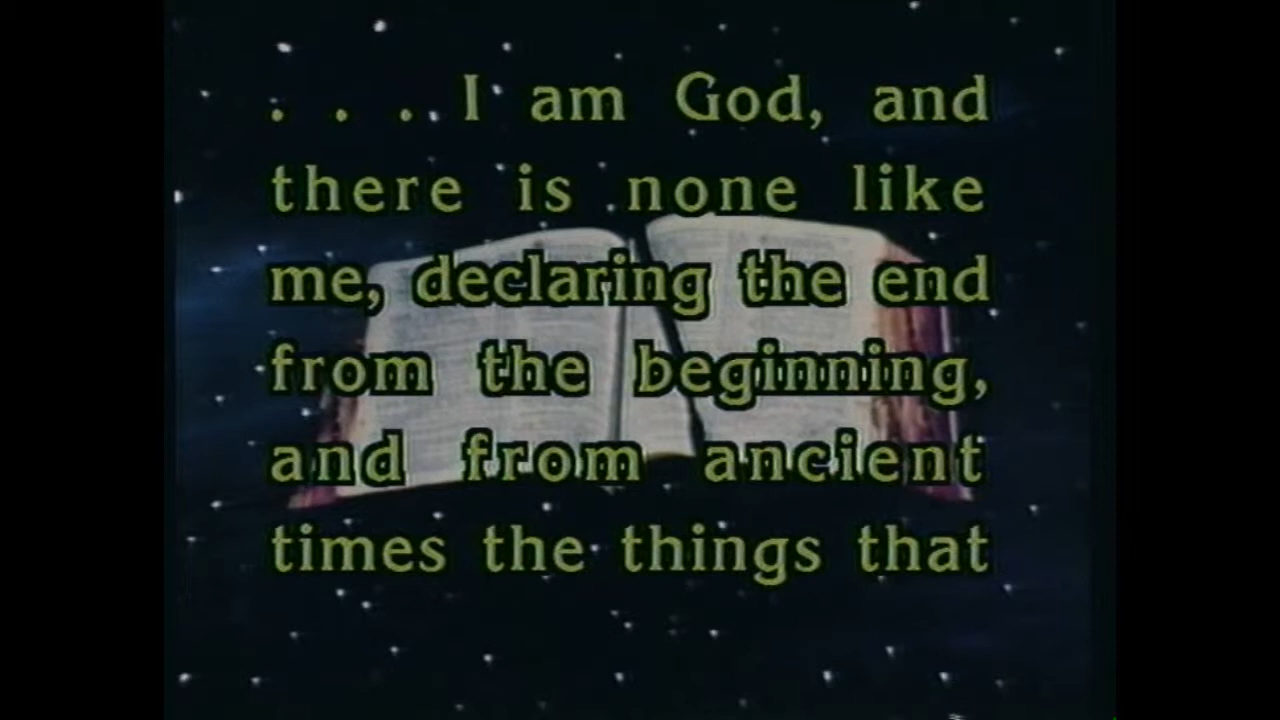 . . . I am God, and
there is none like
me, declaring the end
from the beginning,
and from ancient
times the things that